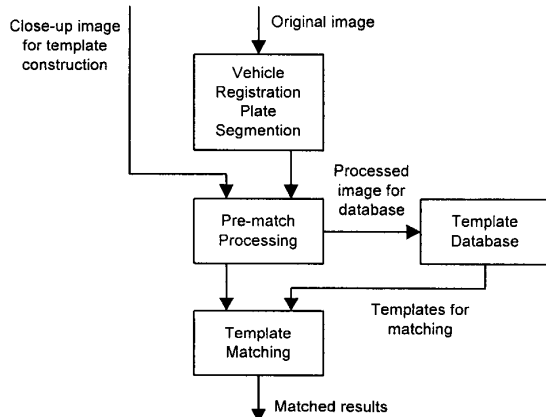 Close-up image
for template
construction
Original image
Vehicle
Registration
Plate
Segmention
Processed
image for
database
Pre-match
Processing
Template
Database
Templates for
matching
Template
Matching
Matched results